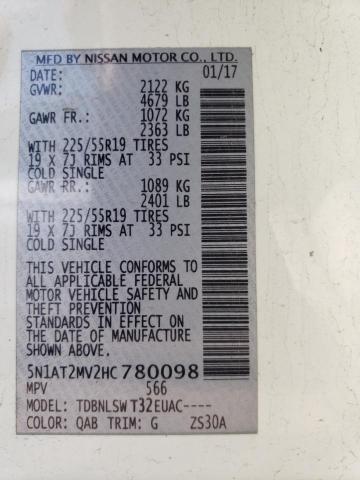 MFD BY NISSAN MOTOR CO., LTD.
DATE: 01/17
GVWR: 2122 KG
4679 LB
GAWR FR.: 1072 KG
2363 LB
WITH 225/55R19 TIRES
19 X 7J RIMS AT 33 PSI
COLD SINGLE
GAWR RR.: 1089 KG
2401 LB
WITH 225/55R19 TIRES
19 X 7J RIMS AT 33 PSI
COLD SINGLE
THIS VEHICLE CONFORMS TO
ALL APPLICABLE FEDERAL
MOTOR VEHICLE SAFETY AND
THEFT PREVENTION
STANDARDS IN EFFECT ON
THE DATE OF MANUFACTURE
SHOWN ABOVE.
5N1AT2MV2HC780098
MPV 566
MODEL: TDBNLSW T32EUAC----
COLOR: QAB TRIM: G ZS30A